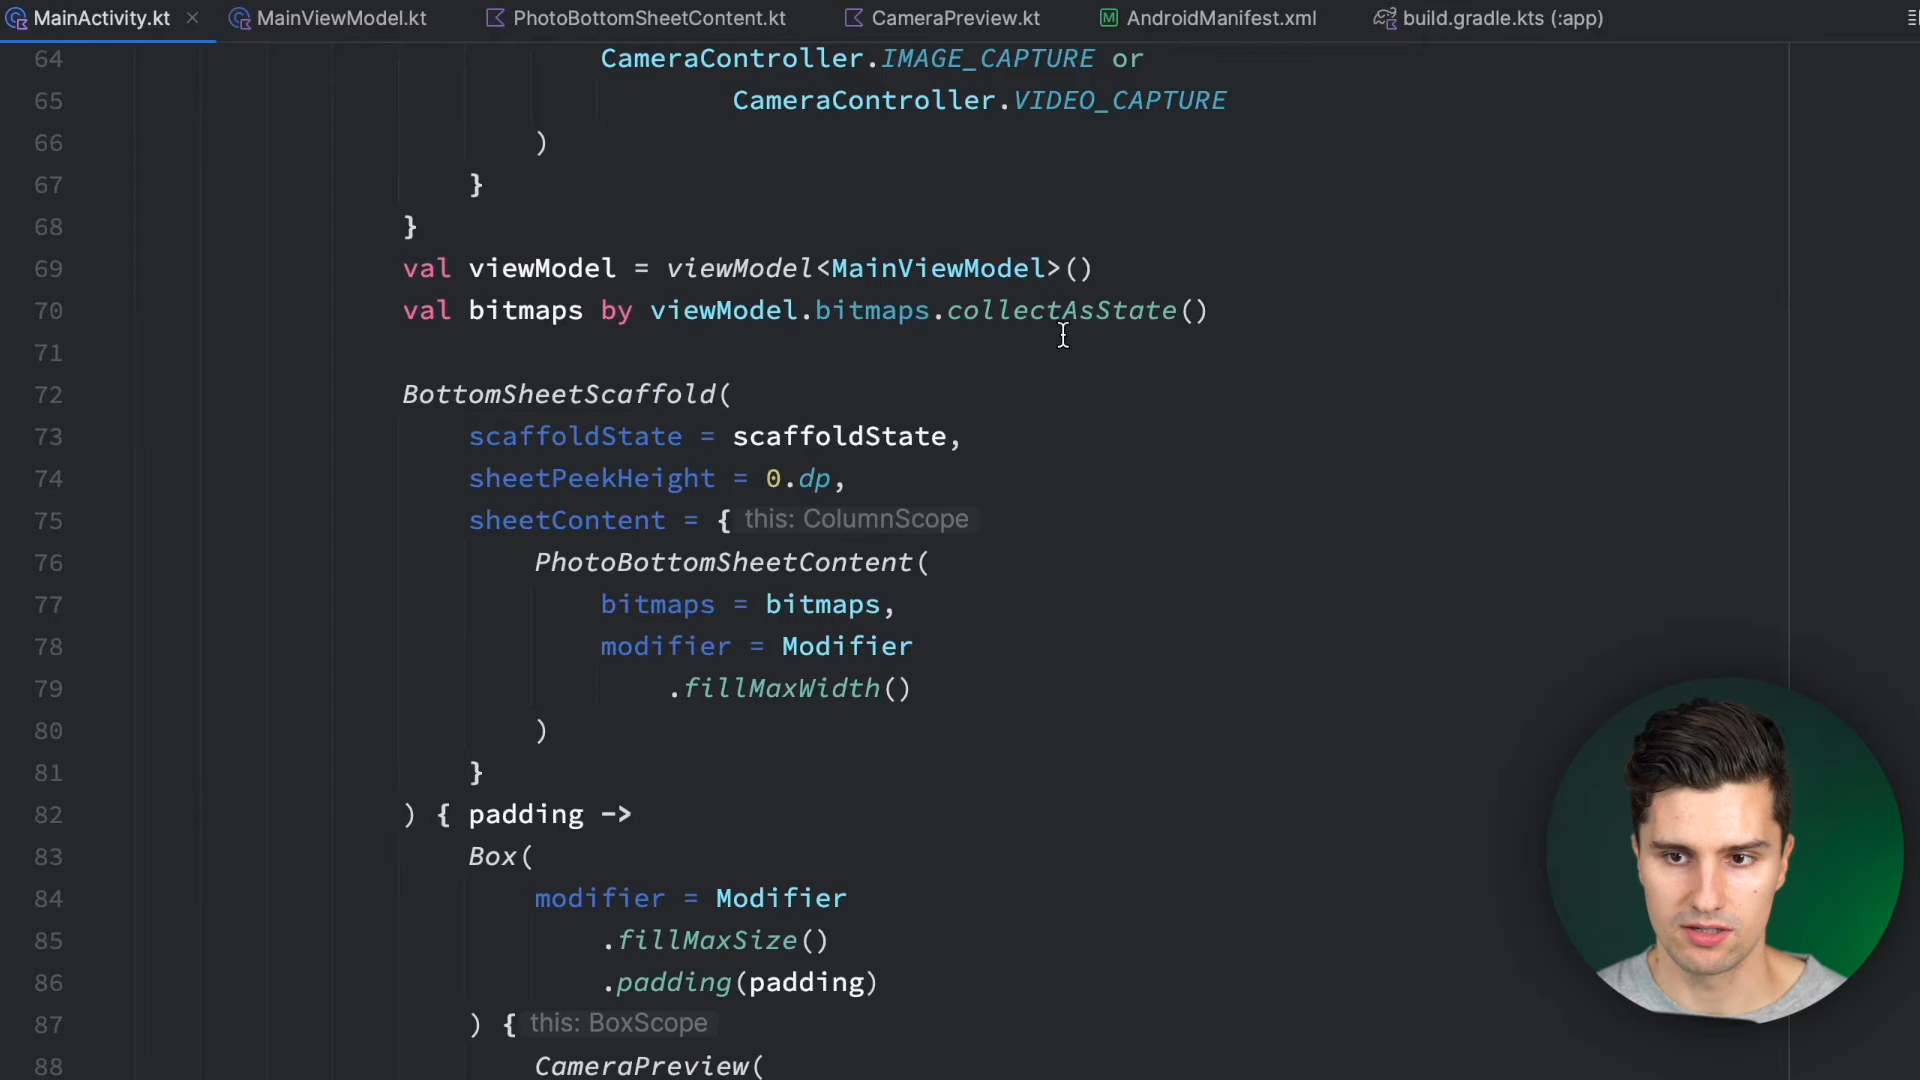 MainActivity.kt MainViewModel.kt PhotoBottomSheetContent.kt CameraPreview.kt AndroidManifest.xml build.gradle.kts (:app)
64 CameraController.IMAGE_CAPTURE or
65 CameraController.VIDEO_CAPTURE
66 )
67 }
68 }
69 val viewModel = viewModel<MainViewModel>()
70 val bitmaps by viewModel.bitmaps.collectAsState()
71
72 BottomSheetScaffold(
73 scaffoldState = scaffoldState,
74 sheetPeekHeight = 0.dp,
75 sheetContent = { this: ColumnScope
76 PhotoBottomSheetContent(
77 bitmaps = bitmaps,
78 modifier = Modifier
79 .fillMaxWidth()
80 )
81 }
82 ) { padding ->
83 Box(
84 modifier = Modifier
85 .fillMaxSize()
86 .padding(padding)
87 ) { this: BoxScope
88 CameraPreview(